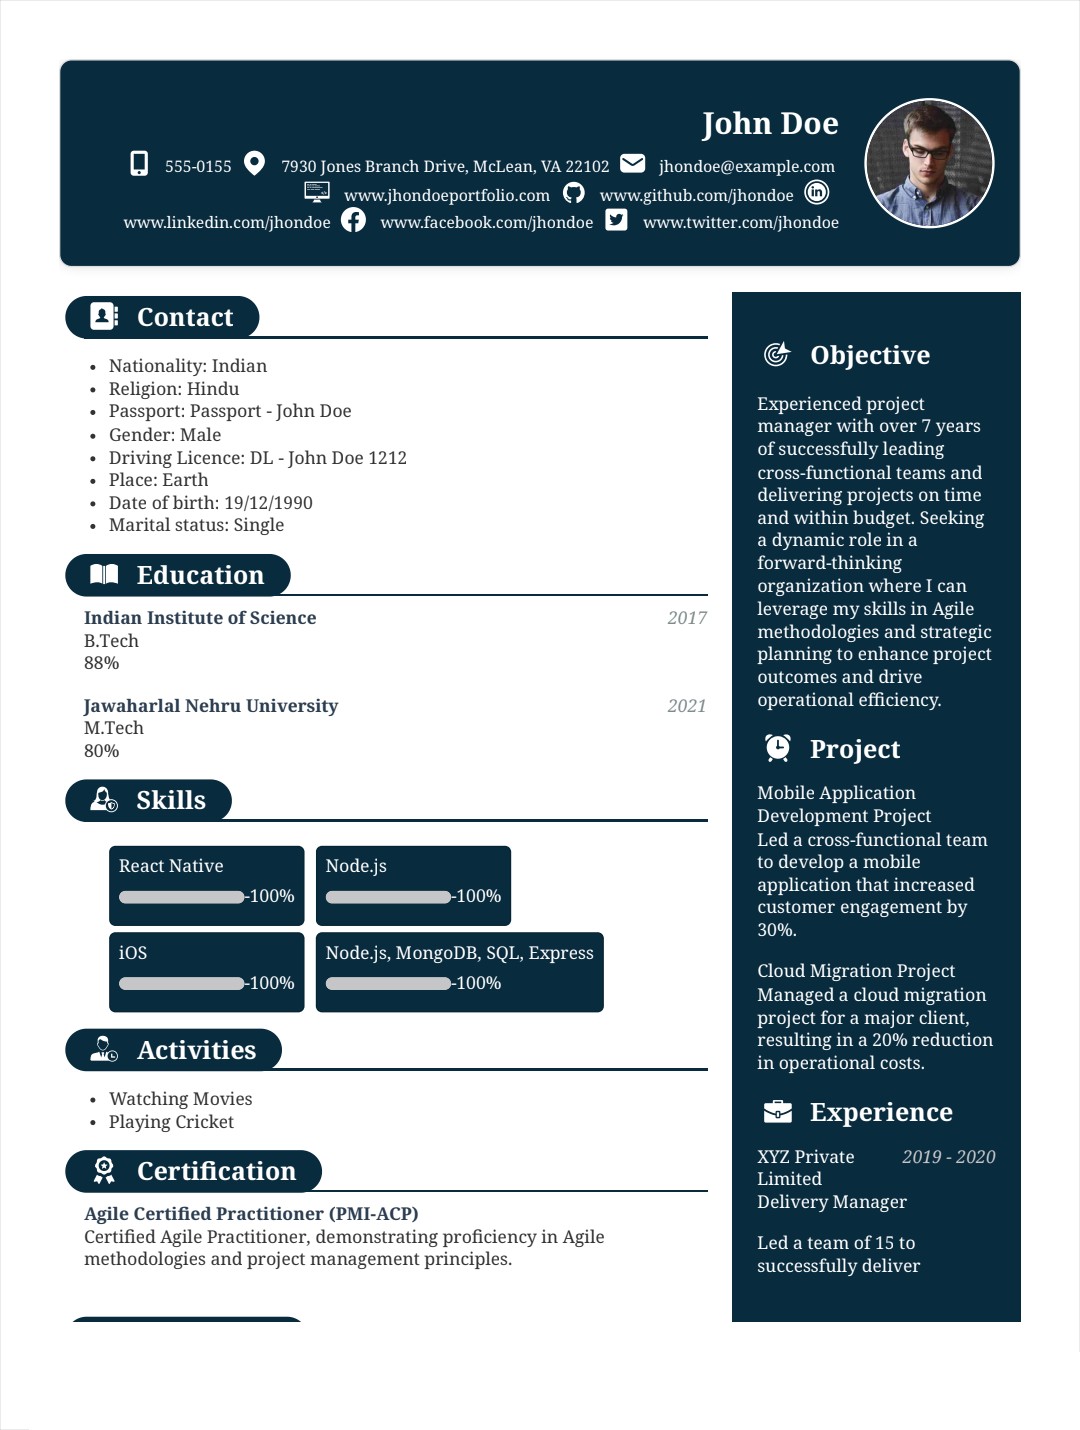 John Doe
555-0155 7930 Jones Branch Drive, McLean, VA 22102 jhondoe@example.com
www.jhondoeportfolio.com www.github.com/jhondoe
www.linkedin.com/jhondoe www.facebook.com/jhondoe www.twitter.com/jhondoe
Contact
• Nationality: Indian
• Religion: Hindu
• Passport: Passport - John Doe
• Gender: Male
• Driving Licence: DL - John Doe 1212
• Place: Earth
• Date of birth: 19/12/1990
• Marital status: Single
Education
Indian Institute of Science 2017
B.Tech
88%
Jawaharlal Nehru University 2021
M.Tech
80%
Skills
React Native
-100%
Node.js
-100%
iOS
-100%
Node.js, MongoDB, SQL, Express
-100%
Activities
• Watching Movies
• Playing Cricket
Certification
Agile Certified Practitioner (PMI-ACP)
Certified Agile Practitioner, demonstrating proficiency in Agile
methodologies and project management principles.
Objective
Experienced project
manager with over 7 years
of successfully leading
cross-functional teams and
delivering projects on time
and within budget. Seeking
a dynamic role in a
forward-thinking
organization where I can
leverage my skills in Agile
methodologies and strategic
planning to enhance project
outcomes and drive
operational efficiency.
Project
Mobile Application
Development Project
Led a cross-functional team
to develop a mobile
application that increased
customer engagement by
30%.
Cloud Migration Project
Managed a cloud migration
project for a major client,
resulting in a 20% reduction
in operational costs.
Experience
XYZ Private 2019 - 2020
Limited
Delivery Manager
Led a team of 15 to
successfully deliver